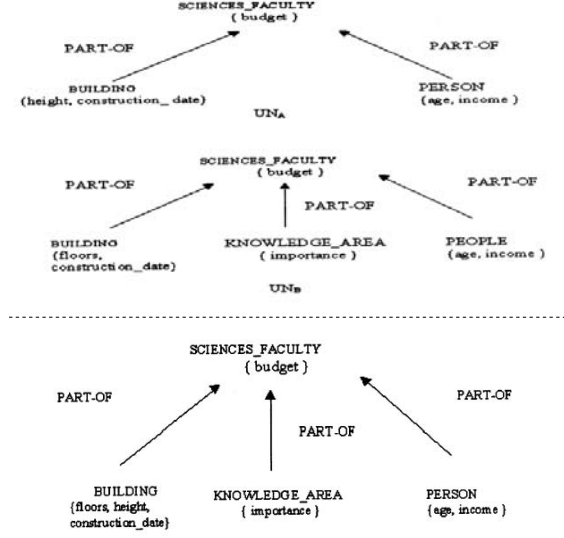 SCIENCES_FACULTY
{ budget }
PART-OF PART-OF
BUILDING PERSON
{height, construction_ date} {age, income }
UNA
SCIENCES_FACULTY
{ budget }
PART-OF PART-OF
PART-OF
BUILDING KNOWLEDGE_AREA PEOPLE
{floors, { importance } {age, income }
construction_date}
UNB
SCIENCES_FACULTY
{ budget }
PART-OF PART-OF
PART-OF
BUILDING KNOWLEDGE_AREA PERSON
{floors, height, { importance } {age, income }
construction_date}